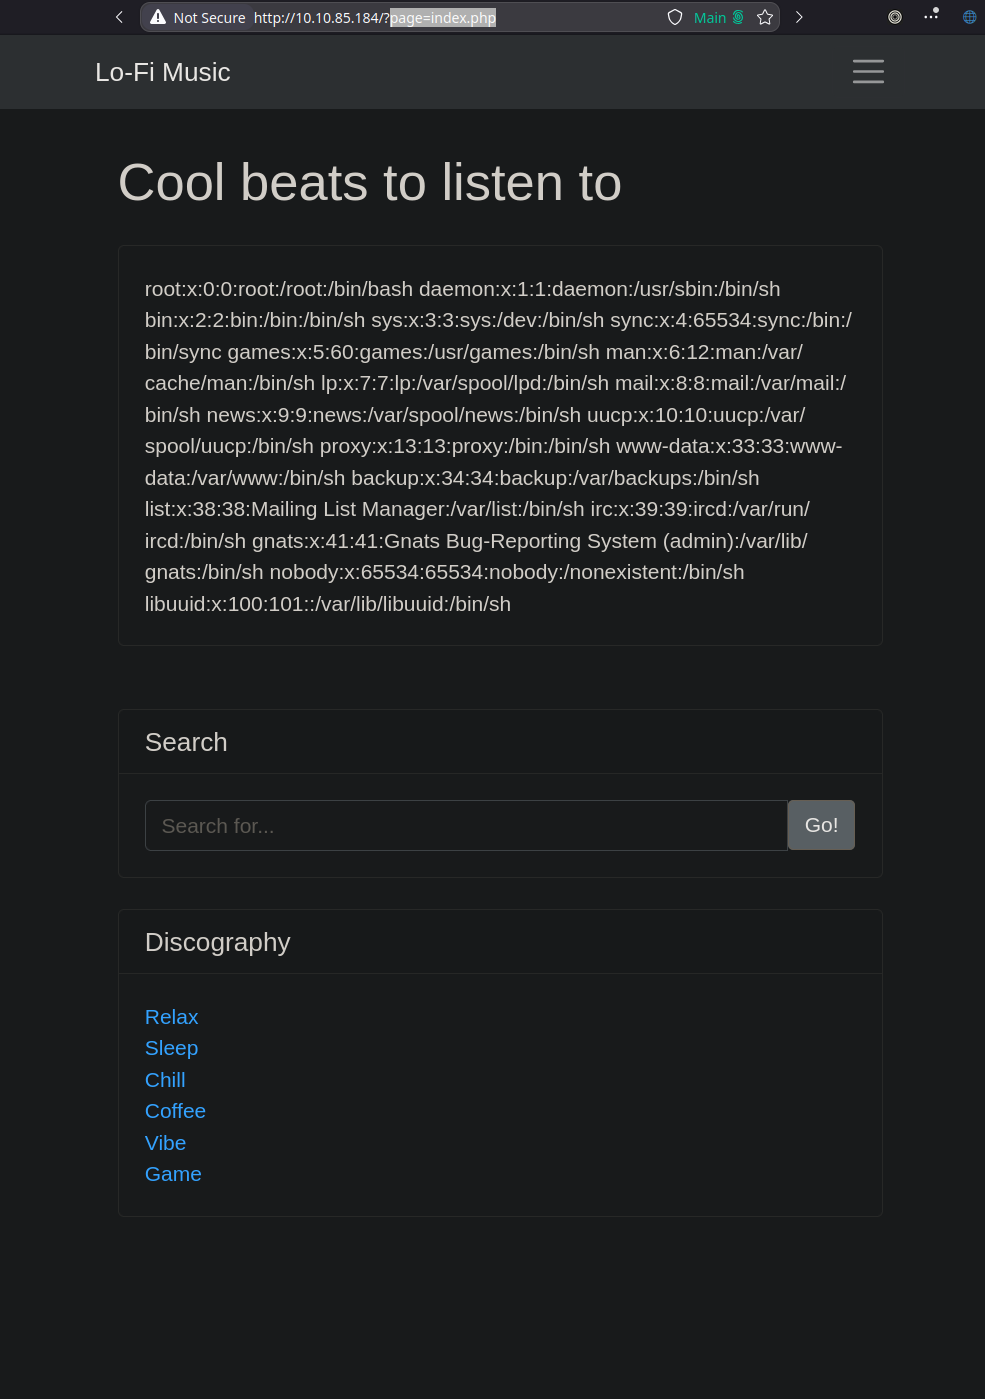 Not Secure http://10.10.85.184/?page=index.php Main
Lo-Fi Music
Cool beats to listen to
root:x:0:0:root:/root:/bin/bash daemon:x:1:1:daemon:/usr/sbin:/bin/sh
bin:x:2:2:bin:/bin:/bin/sh sys:x:3:3:sys:/dev:/bin/sh sync:x:4:65534:sync:/bin:/
bin/sync games:x:5:60:games:/usr/games:/bin/sh man:x:6:12:man:/var/
cache/man:/bin/sh lp:x:7:7:lp:/var/spool/lpd:/bin/sh mail:x:8:8:mail:/var/mail:/
bin/sh news:x:9:9:news:/var/spool/news:/bin/sh uucp:x:10:10:uucp:/var/
spool/uucp:/bin/sh proxy:x:13:13:proxy:/bin:/bin/sh www-data:x:33:33:www-
data:/var/www:/bin/sh backup:x:34:34:backup:/var/backups:/bin/sh
list:x:38:38:Mailing List Manager:/var/list:/bin/sh irc:x:39:39:ircd:/var/run/
ircd:/bin/sh gnats:x:41:41:Gnats Bug-Reporting System (admin):/var/lib/
gnats:/bin/sh nobody:x:65534:65534:nobody:/nonexistent:/bin/sh
libuuid:x:100:101::/var/lib/libuuid:/bin/sh
Search
Search for... Go!
Discography
Relax
Sleep
Chill
Coffee
Vibe
Game